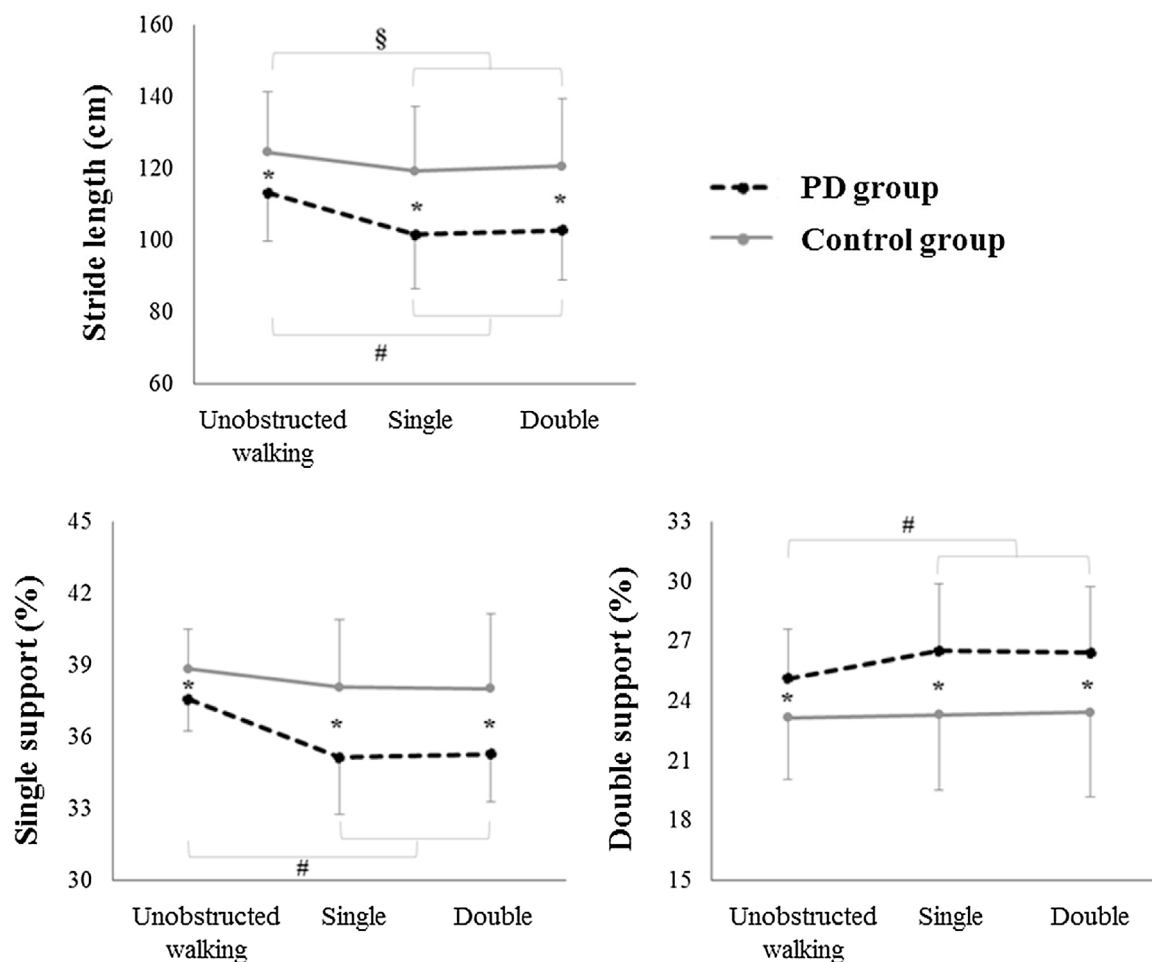 160
140
120
100
80
60
Stride length (cm)
§
*
*
*
#
Unobstructed
walking
Single
Double
PD group
Control group
45
42
39
36
33
30
Single support (%)
*
*
*
#
Unobstructed
walking
Single
Double
33
30
27
24
21
18
15
Double support (%)
#
*
*
*
Unobstructed
walking
Single
Double